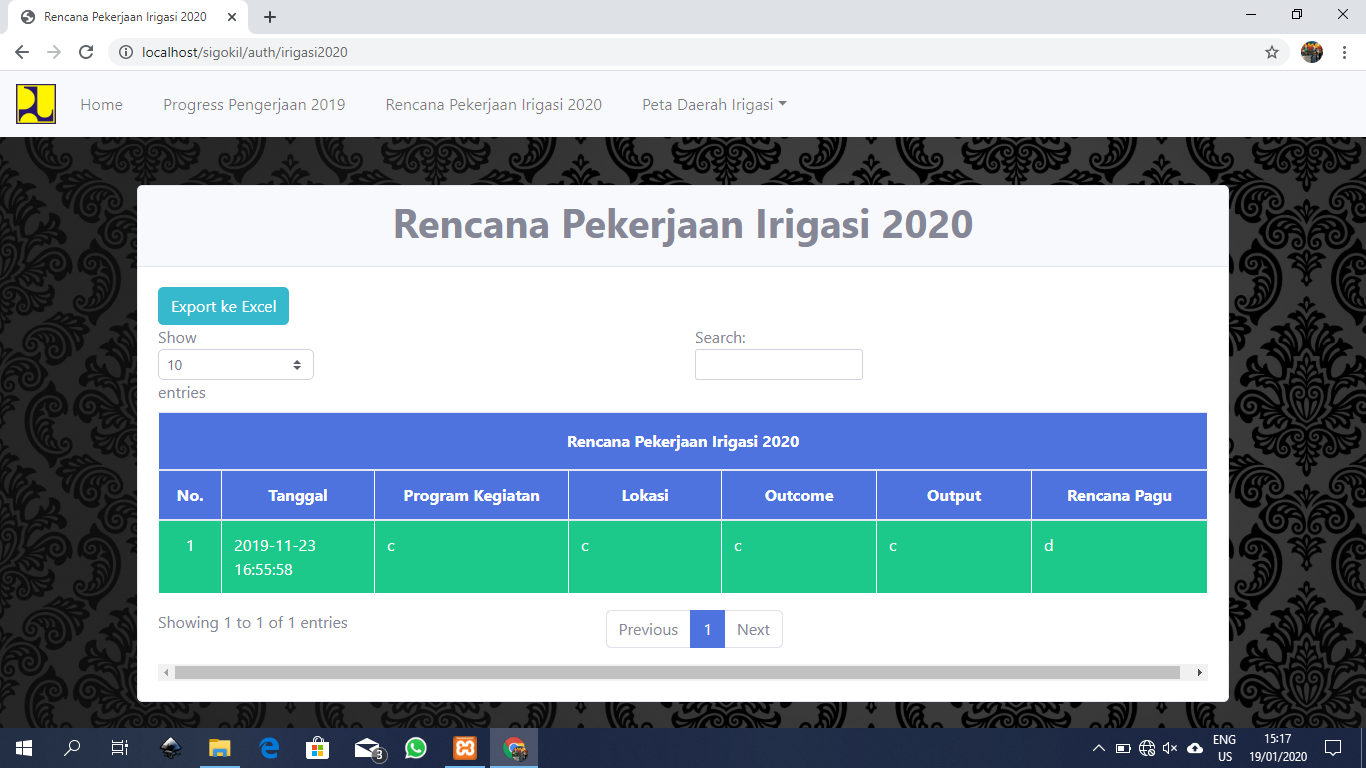 Rencana Pekerjaan Irigasi 2020
localhost/sigokil/auth/irigasi2020
Home Progress Pengerjaan 2019 Rencana Pekerjaan Irigasi 2020 Peta Daerah Irigasi
Rencana Pekerjaan Irigasi 2020
Export ke Excel
Show
Search:
10
entries
Rencana Pekerjaan Irigasi 2020
No. Tanggal Program Kegiatan Lokasi Outcome Output Rencana Pagu
1 2019-11-23 c c c c d
16:55:58
Showing 1 to 1 of 1 entries
Previous 1 Next
3
ENG 15:17
US 19/01/2020